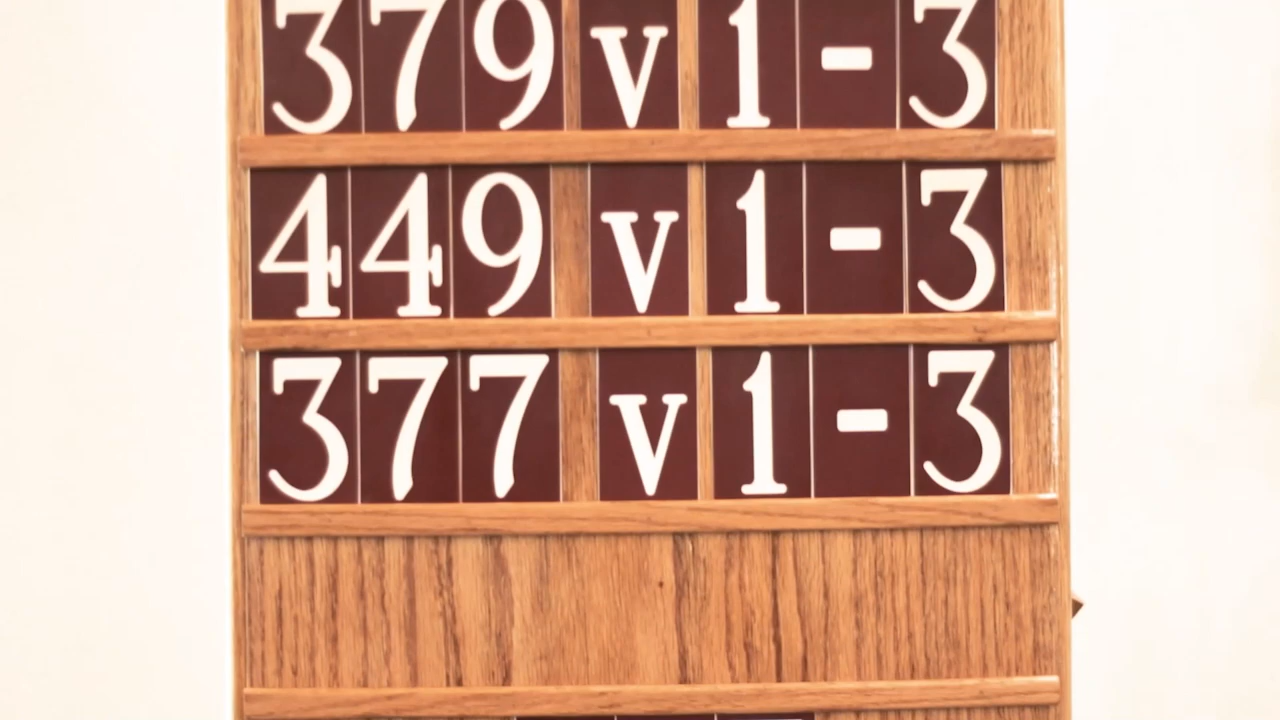 379 v 1-3
449 v 1-3
377 v 1-3